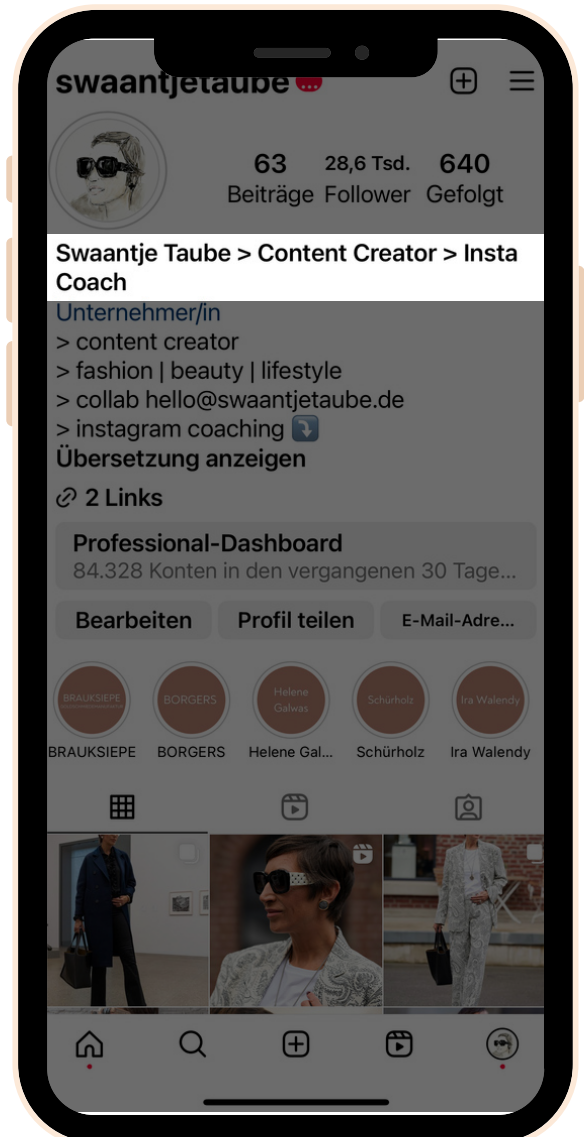 swaantjetaube
63 28,6 Tsd. 640
Beiträge Follower Gefolgt
Swaantje Taube > Content Creator > Insta
Coach
Unternehmer/in
> content creator
> fashion | beauty | lifestyle
> collab hello@swaantjetaube.de
> instagram coaching
Übersetzung anzeigen
2 Links
Professional-Dashboard
84.328 Konten in den vergangenen 30 Tage...
Bearbeiten Profil teilen E-Mail-Adre...
BRAUKSIEPE BORGERS Helene Schürholz Ira Walendy
Galwas
BRAUKSIEPE BORGERS Helene Gal... Schürholz Ira Walendy